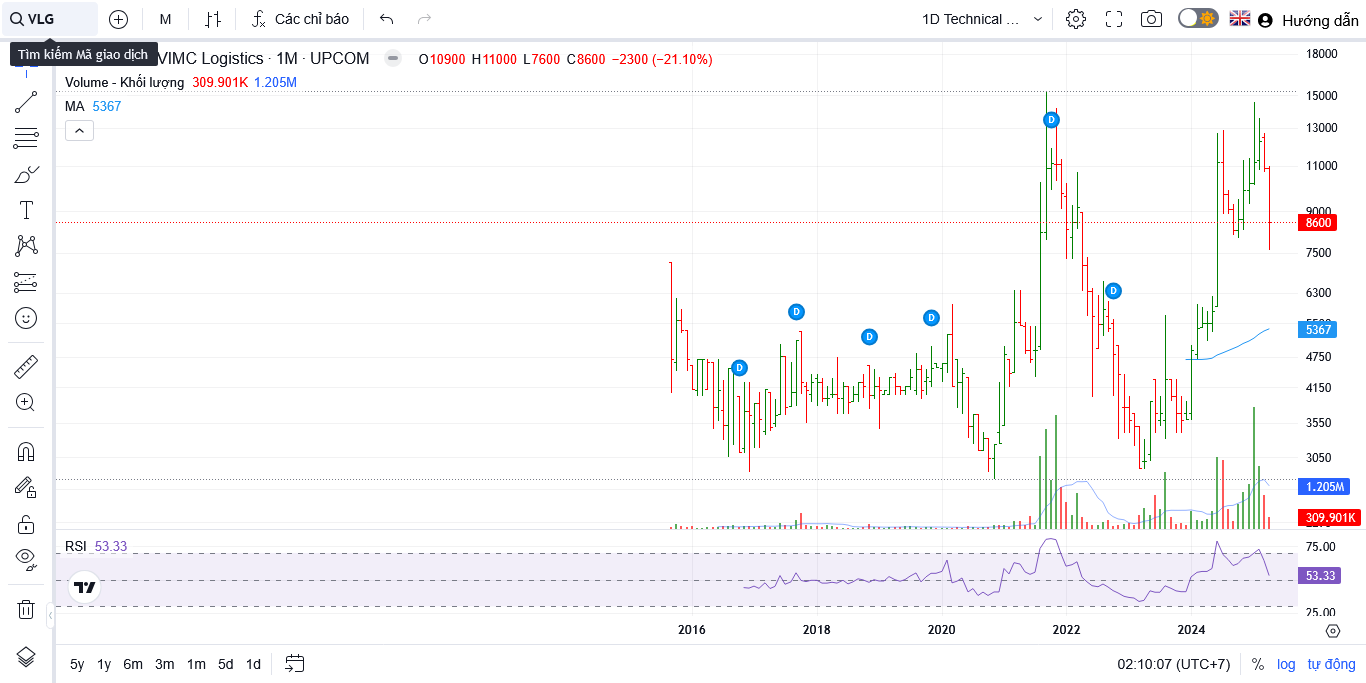 VLG
M
Các chỉ báo
1D Technical ...
Hướng dẫn
Tìm kiếm Mã giao dịch
VIMC Logistics · 1M · UPCOM
O10900 H11000 L7600 C8600 −2300 (−21.10%)
Volume - Khối lượng 309.901K 1.205M
MA 5367
18000
15000
13000
11000
9000
8600
7500
6300
5367
4750
4150
3550
3050
1.205M
309.901K
D
D
D
D
D
D
D
RSI 53.33
75.00
53.33
25.00
2016 2018 2020 2022 2024
5y 1y 6m 3m 1m 5d 1d
02:10:07 (UTC+7) % log tự động